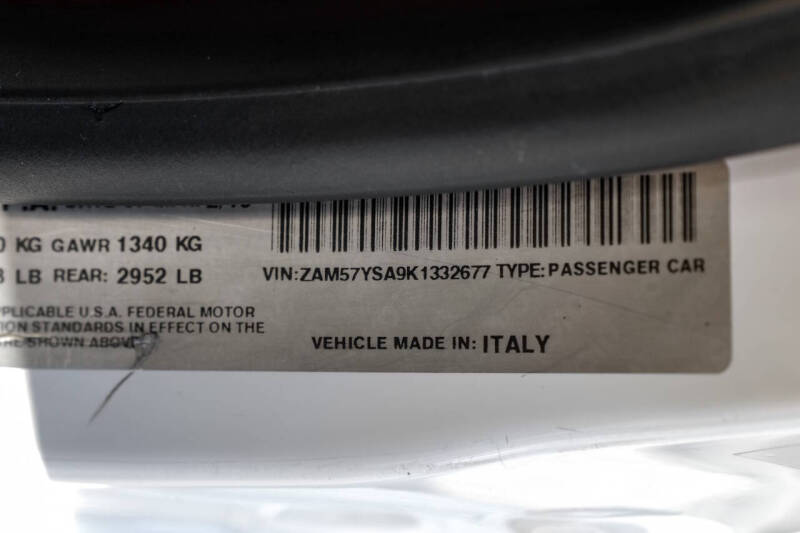 KG GAWR 1340 KG
LB REAR: 2952 LB
VIN:ZAM57YSA9K1332677 TYPE:PASSENGER CAR
PLICABLE U.S.A. FEDERAL MOTOR
ION STANDARDS IN EFFECT ON THE
SHOWN ABOVE
VEHICLE MADE IN: ITALY